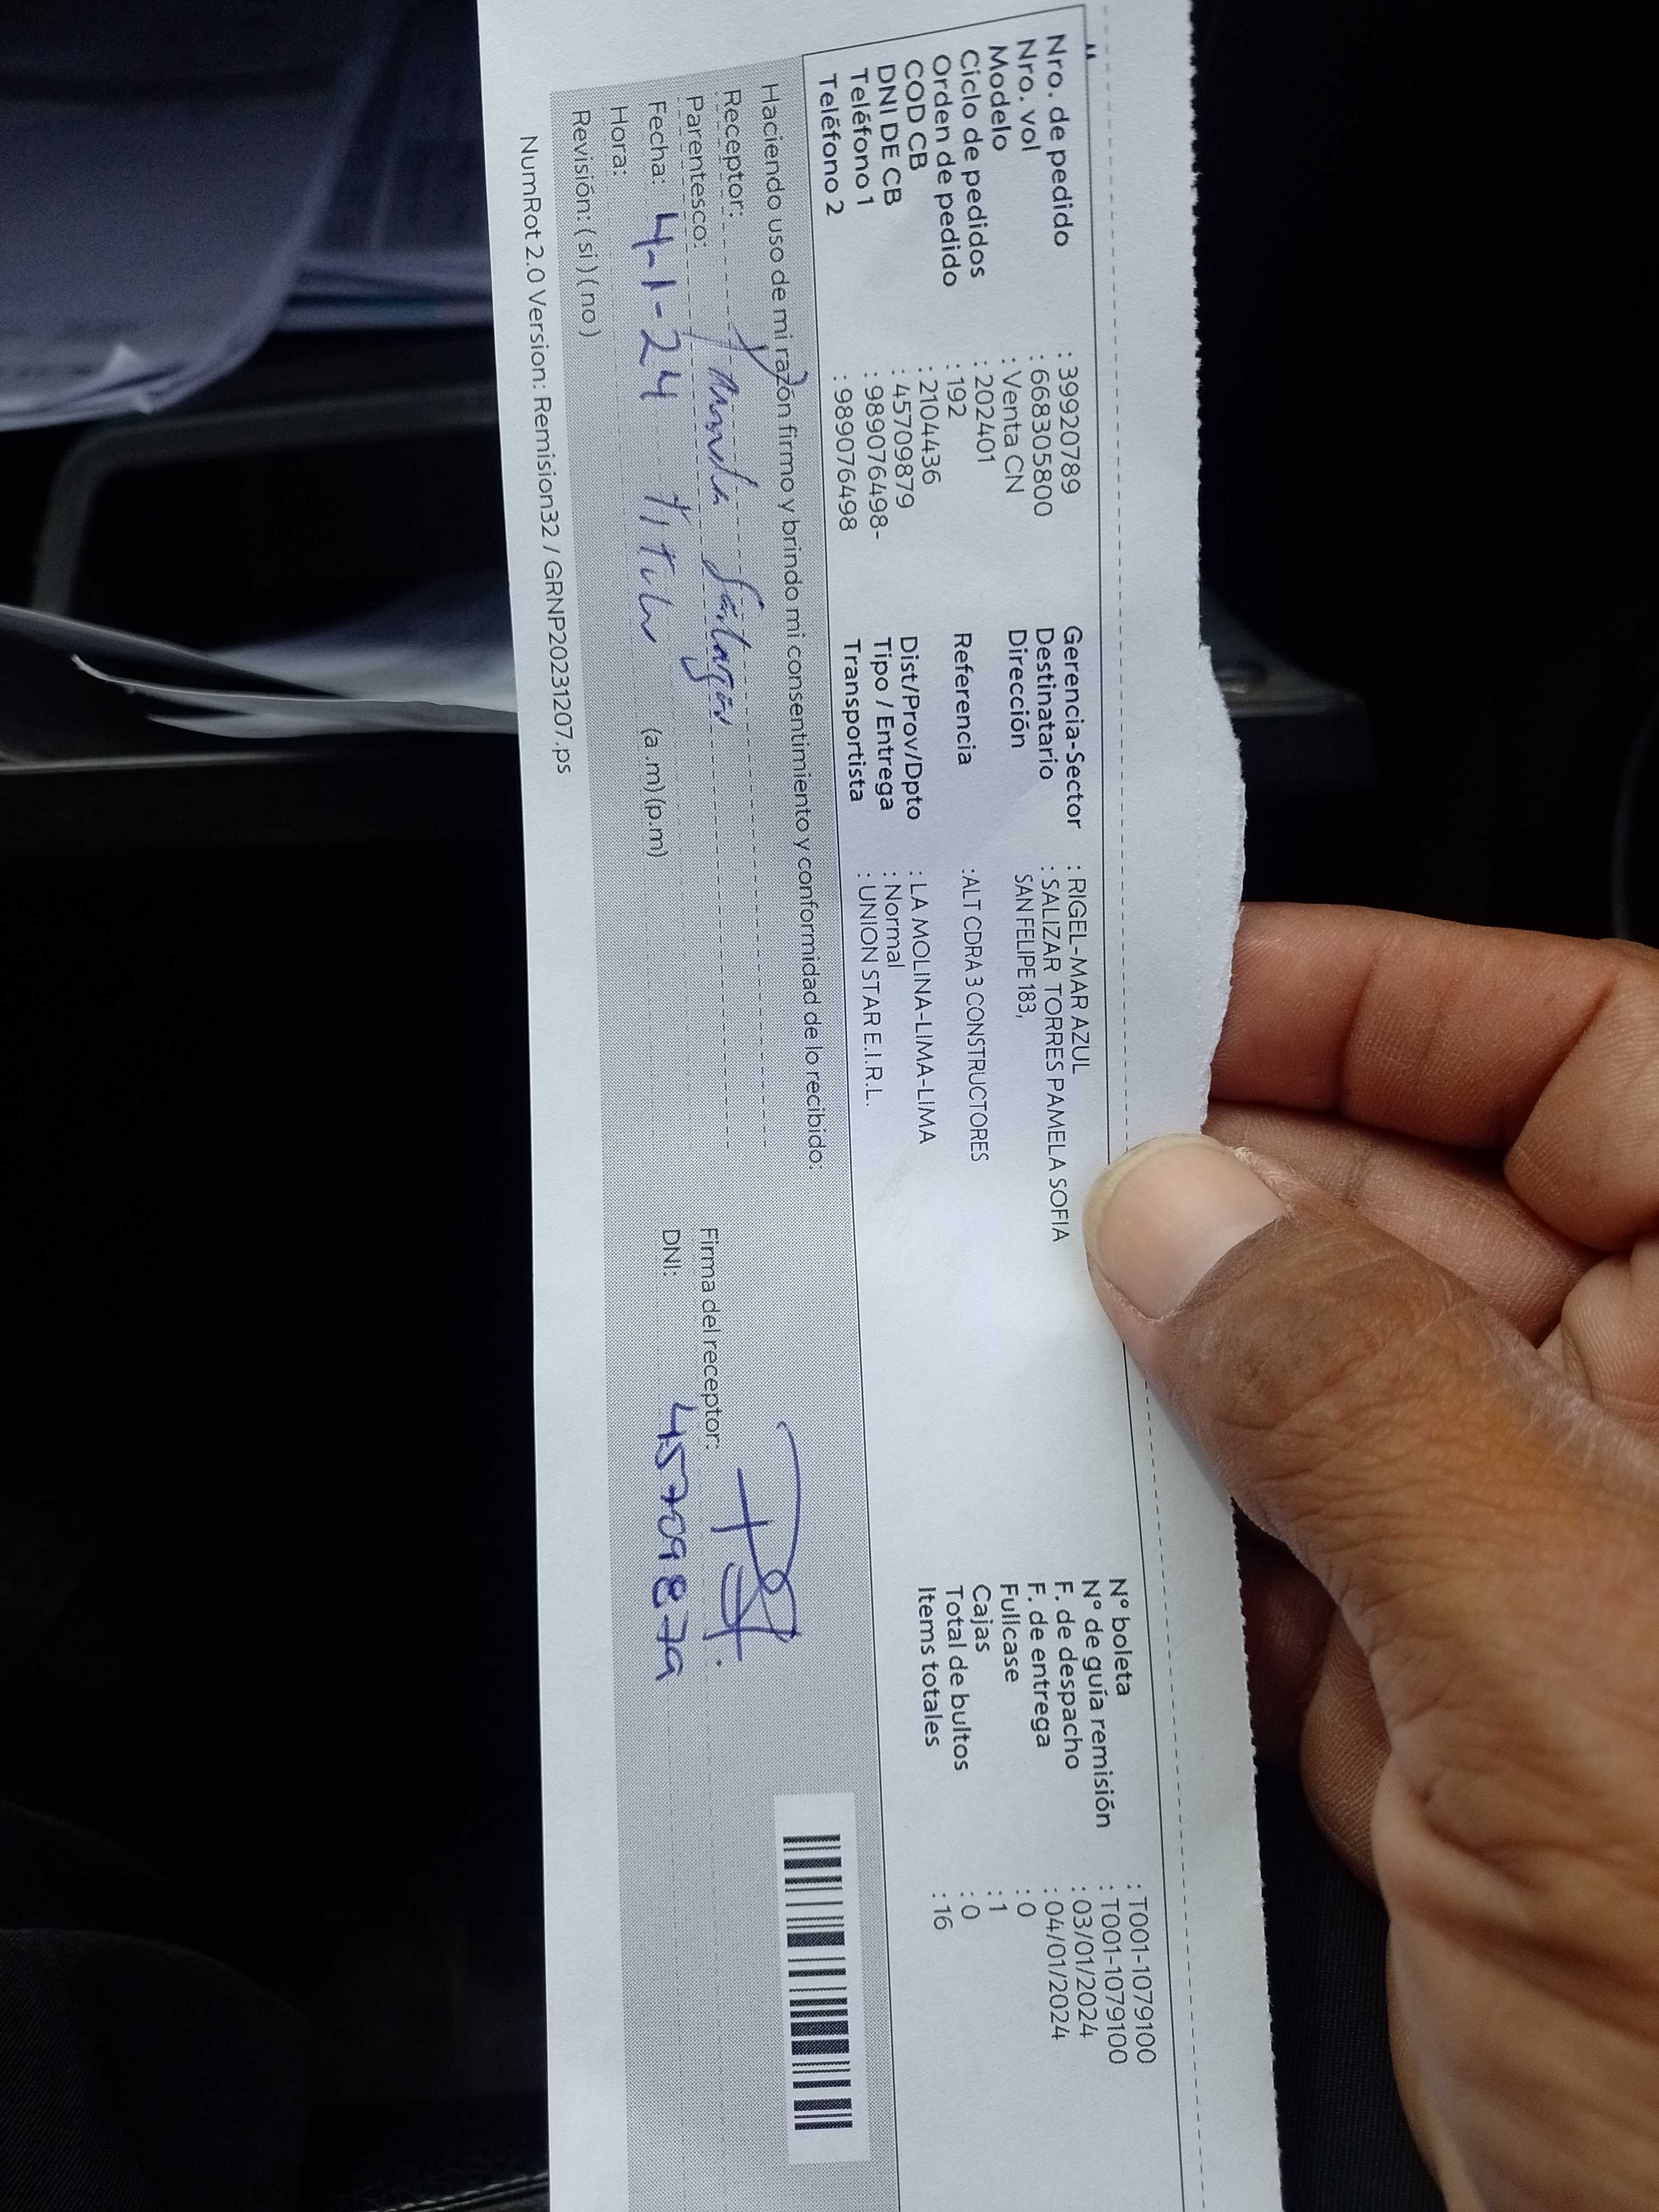 Nro. de pedido : 39920789
Nro. vol : 668305800
Modelo : Venta CN
Ciclo de pedidos : 202401
Orden de pedido : 192
COD CB : 2104436
DNI DE CB : 45709879
Teléfono 1 : 989076498-
Teléfono 2 : 989076498
Gerencia-Sector : RIGEL-MAR AZUL
Destinatario : SALIZAR TORRES PAMELA SOFIA
Dirección SAN FELIPE 183,
Referencia :ALT CDRA 3 CONSTRUCTORES
Dist/Prov/Dpto : LA MOLINA-LIMA-LIMA
Tipo / Entrega : Normal
Transportista : UNION STAR E.I.R.L.
N° boleta : T001-1079100
N° de guía remisión : T001-1079100
F. de despacho : 03/01/2024
F. de entrega : 04/01/2024
Fullcase : 0
Cajas : 1
Total de bultos : 0
Items totales : 16
Haciendo uso de mi razón firmo y brindo mi consentimiento y conformidad de lo recibido:
Receptor:
Parentesco:
Fecha: 4-1-24
Hora: (a .m) (p.m)
Revisión: ( si ) ( no )
Firma del receptor:
DNI: 45709879
NumRot 2.0 Version: Remision32 / GRNP20231207.ps